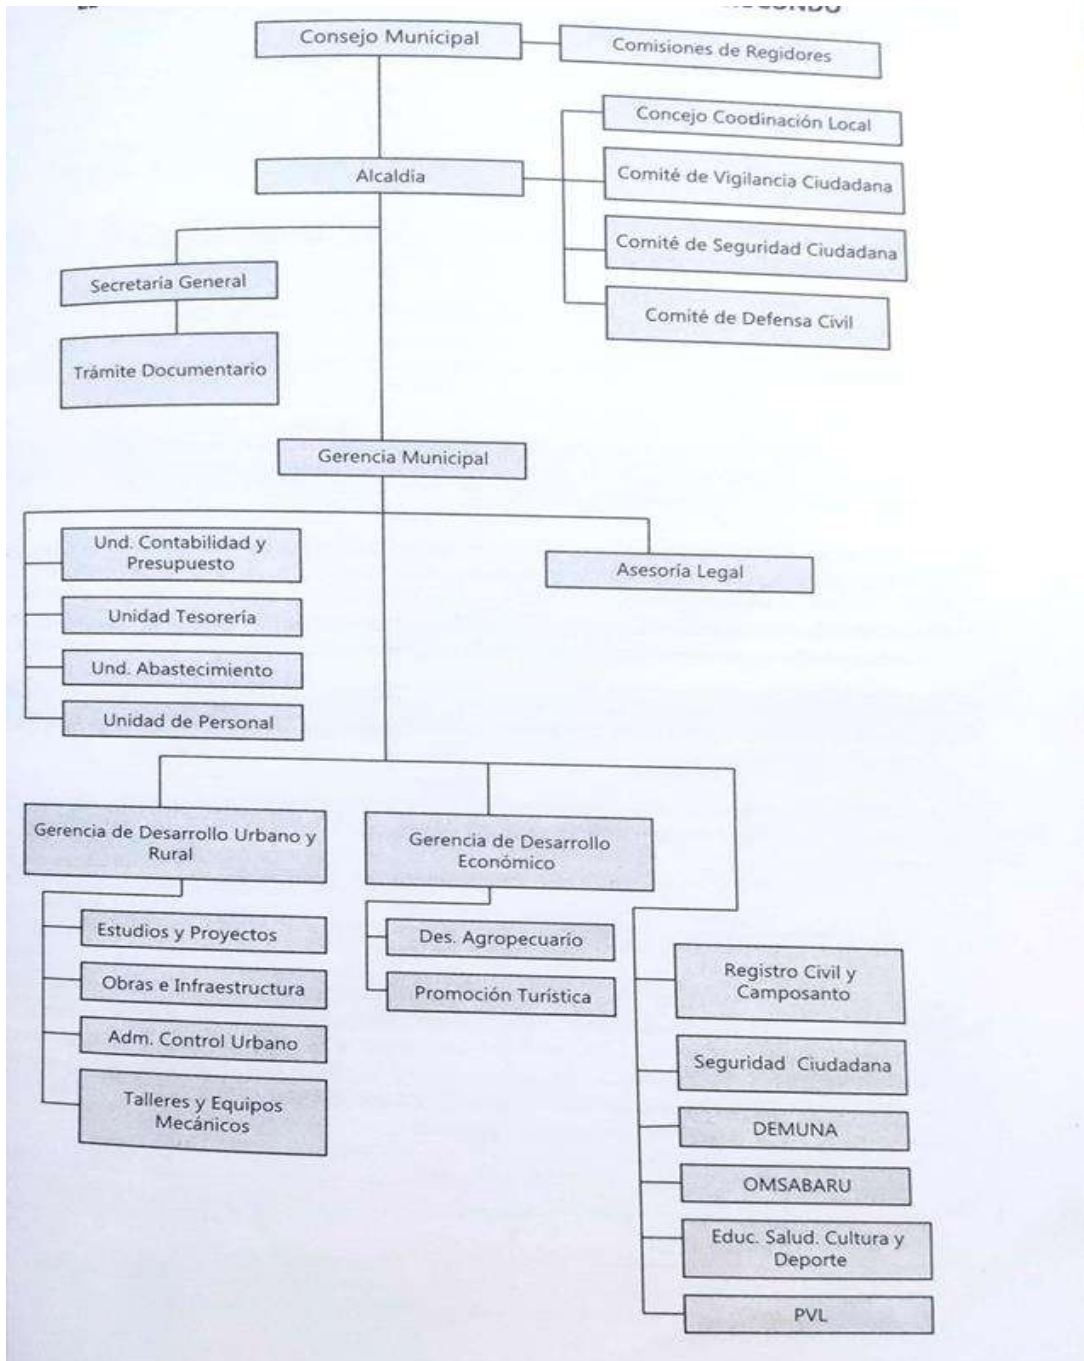 Consejo Municipal
Comisiones de Regidores
Concejo Coodinación Local
Alcaldia
Comité de Vigilancia Ciudadana
Comité de Seguridad Ciudadana
Secretaría General
Comité de Defensa Civil
Trámite Documentario
Gerencia Municipal
Und. Contabilidad y
Presupuesto
Asesoría Legal
Unidad Tesorería
Und. Abastecimiento
Unidad de Personal
Gerencia de Desarrollo Urbano y
Rural
Gerencia de Desarrollo
Económico
Estudios y Proyectos
Obras e Infraestructura
Adm. Control Urbano
Talleres y Equipos
Mecánicos
Des. Agropecuario
Promoción Turística
Registro Civil y
Camposanto
Seguridad Ciudadana
DEMUNA
OMSABARU
Educ. Salud. Cultura y
Deporte
PVL